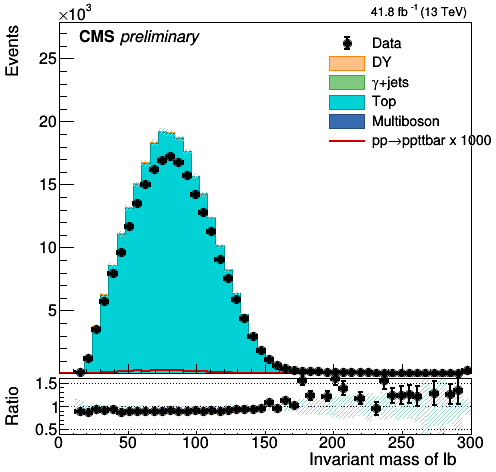 ×10³
41.8 fb⁻¹ (13 TeV)
CMS preliminary
Events
Data
DY
γ+jets
Top
Multiboson
pp→ppttbar x 1000
25
20
15
10
5
Ratio
1.5
1
0.5
0 50 100 150 200 250 300
Invariant mass of lb